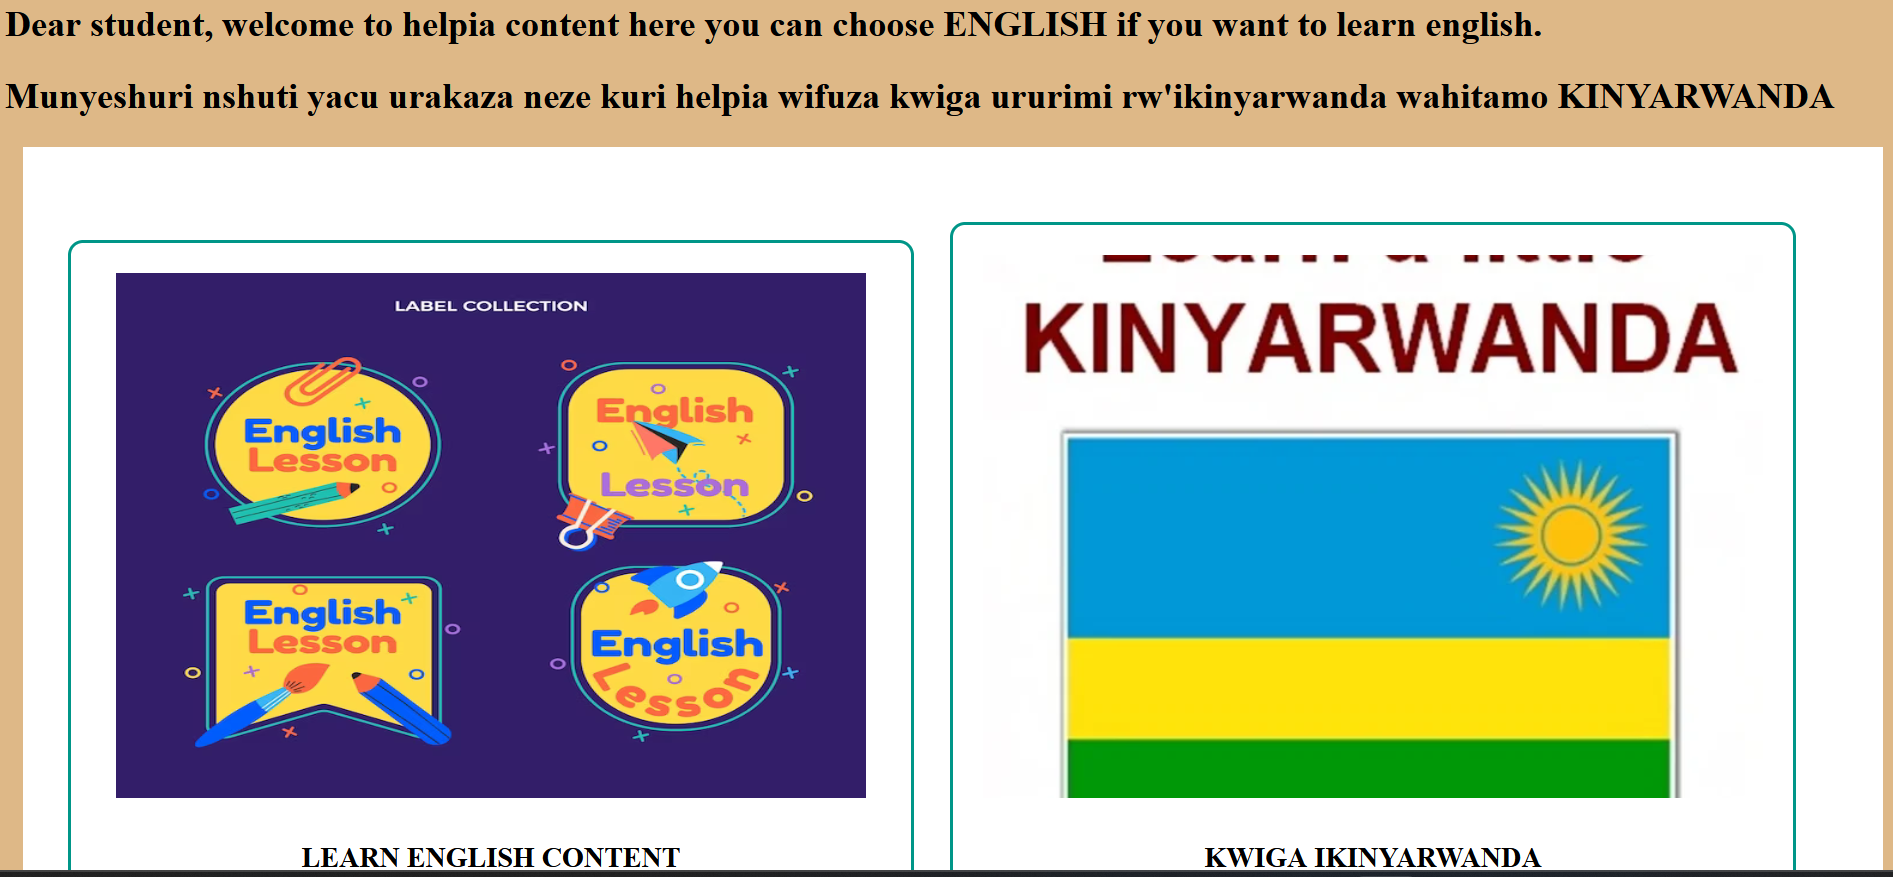 Dear student, welcome to helpia content here you can choose ENGLISH if you want to learn english.
Munyeshuri nshuti yacu urakaza neze kuri helpia wifuza kwiga ururimi rw'ikinyarwanda wahitamo KINYARWANDA
LABEL COLLECTION
English
Lesson
English
Lesson
English
Lesson
English
Lesson
LEARN ENGLISH CONTENT
KINYARWANDA
KWIGA IKINYARWANDA